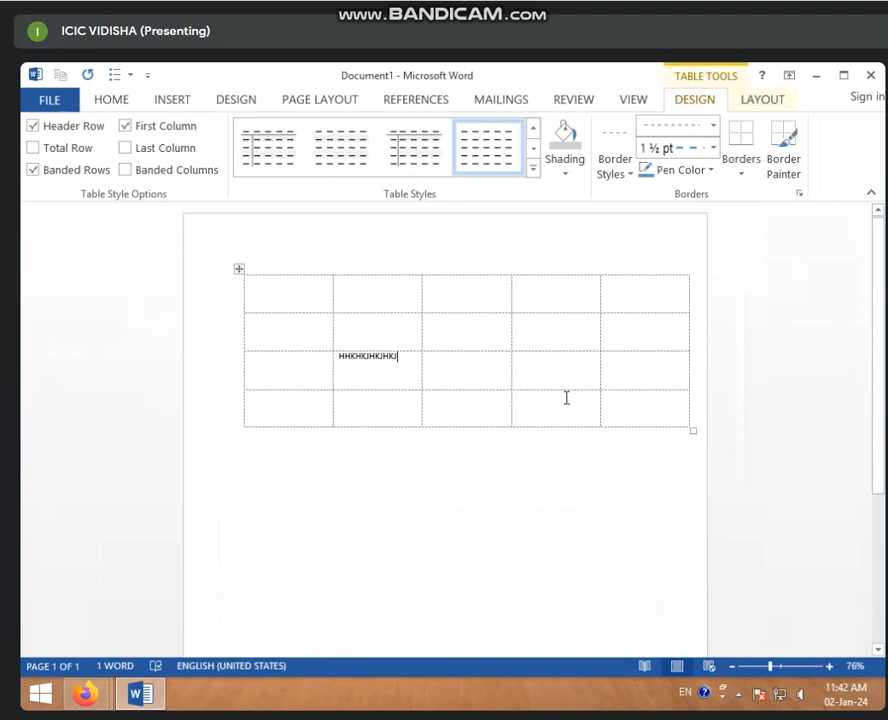 www.BANDICAM.com
I ICIC VIDISHA (Presenting)
Document1 - Microsoft Word
TABLE TOOLS
?
FILE HOME INSERT DESIGN PAGE LAYOUT REFERENCES MAILINGS REVIEW VIEW DESIGN LAYOUT Sign in
Header Row First Column
Total Row Last Column
Banded Rows Banded Columns
Shading
Border Styles
1 ½ pt
Pen Color
Borders
Border Painter
Table Style Options
Table Styles
Borders
HHKHKJHKJHKJ
PAGE 1 OF 1 1 WORD ENGLISH (UNITED STATES) 76%
EN
11:42 AM
02-Jan-24